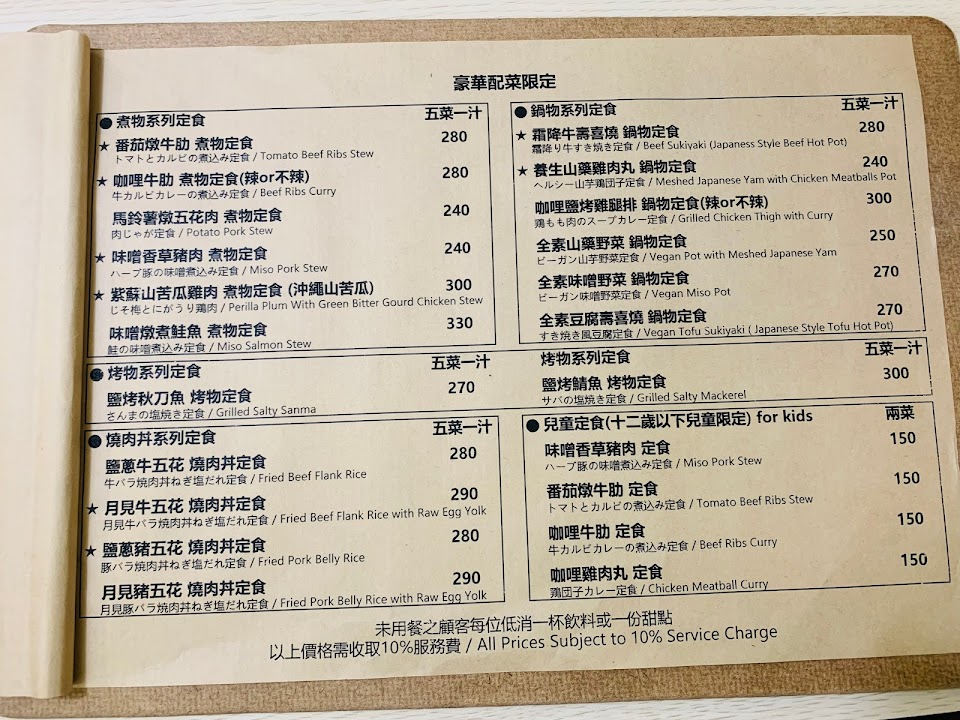 豪華配菜限定
● 煮物系列定食 五菜一汁
★ 番茄燉牛肋 煮物定食 280
トマトとカルビの煮込み定食 / Tomato Beef Ribs Stew
★ 咖哩牛肋 煮物定食(辣or不辣) 280
牛カルビカレーの煮込み定食 / Beef Ribs Curry
馬鈴薯燉五花肉 煮物定食 240
肉じゃが定食 / Potato Pork Stew
★ 味噌香草豬肉 煮物定食 240
ハーブ豚の味噌煮込み定食 / Miso Pork Stew
★ 紫蘇山苦瓜雞肉 煮物定食 (沖繩山苦瓜) 300
じそ梅とにがうり鶏肉 / Perilla Plum With Green Bitter Gourd Chicken Stew
味噌燉煮鮭魚 煮物定食 330
鮭の味噌煮込み定食 / Miso Salmon Stew
● 烤物系列定食 五菜一汁
鹽烤秋刀魚 烤物定食 270
さんまの塩焼き定食 / Grilled Salty Sanma
● 燒肉丼系列定食 五菜一汁
鹽蔥牛五花 燒肉丼定食 280
牛バラ焼肉丼ねぎ塩だれ定食 / Fried Beef Flank Rice
★ 月見牛五花 燒肉丼定食 290
月見牛バラ焼肉丼ねぎ塩だれ定食 / Fried Beef Flank Rice with Raw Egg Yolk
★ 鹽蔥豬五花 燒肉丼定食 280
豚バラ焼肉丼ねぎ塩だれ定食 / Fried Pork Belly Rice
月見豬五花 燒肉丼定食 290
月見豚バラ焼肉丼ねぎ塩だれ定食 / Fried Pork Belly Rice with Raw Egg Yolk
● 鍋物系列定食 五菜一汁
★ 霜降牛壽喜燒 鍋物定食 280
霜降り牛すき焼き定食 / Beef Sukiyaki (Japaness Style Beef Hot Pot)
★ 養生山藥雞肉丸 鍋物定食 240
ヘルシー山芋鶏団子定食 / Meshed Japanese Yam with Chicken Meatballs Pot
咖哩鹽烤雞腿排 鍋物定食(辣or不辣) 300
鶏もも肉のスープカレー定食 / Grilled Chicken Thigh with Curry
全素山藥野菜 鍋物定食 250
ビーガン山芋野菜定食 / Vegan Pot with Meshed Japanese Yam
全素味噌野菜 鍋物定食 270
ビーガン味噌野菜定食 / Vegan Miso Pot
全素豆腐壽喜燒 鍋物定食 270
すき焼き風豆腐定食 / Vegan Tofu Sukiyaki ( Japanese Style Tofu Hot Pot)
烤物系列定食 五菜一汁
鹽烤鯖魚 烤物定食 300
サバの塩焼き定食 / Grilled Salty Mackerel
● 兒童定食(十二歲以下兒童限定) for kids 兩菜
味噌香草豬肉 定食 150
ハーブ豚の味噌煮込み定食 / Miso Pork Stew
番茄燉牛肋 定食 150
トマトとカルビの煮込み定食 / Tomato Beef Ribs Stew
咖哩牛肋 定食 150
牛カルビカレーの煮込み定食 / Beef Ribs Curry
咖哩雞肉丸 定食 150
鶏団子カレー定食 / Chicken Meatball Curry
未用餐之顧客每位低消一杯飲料或一份甜點
以上價格需收取10%服務費 / All Prices Subject to 10% Service Charge